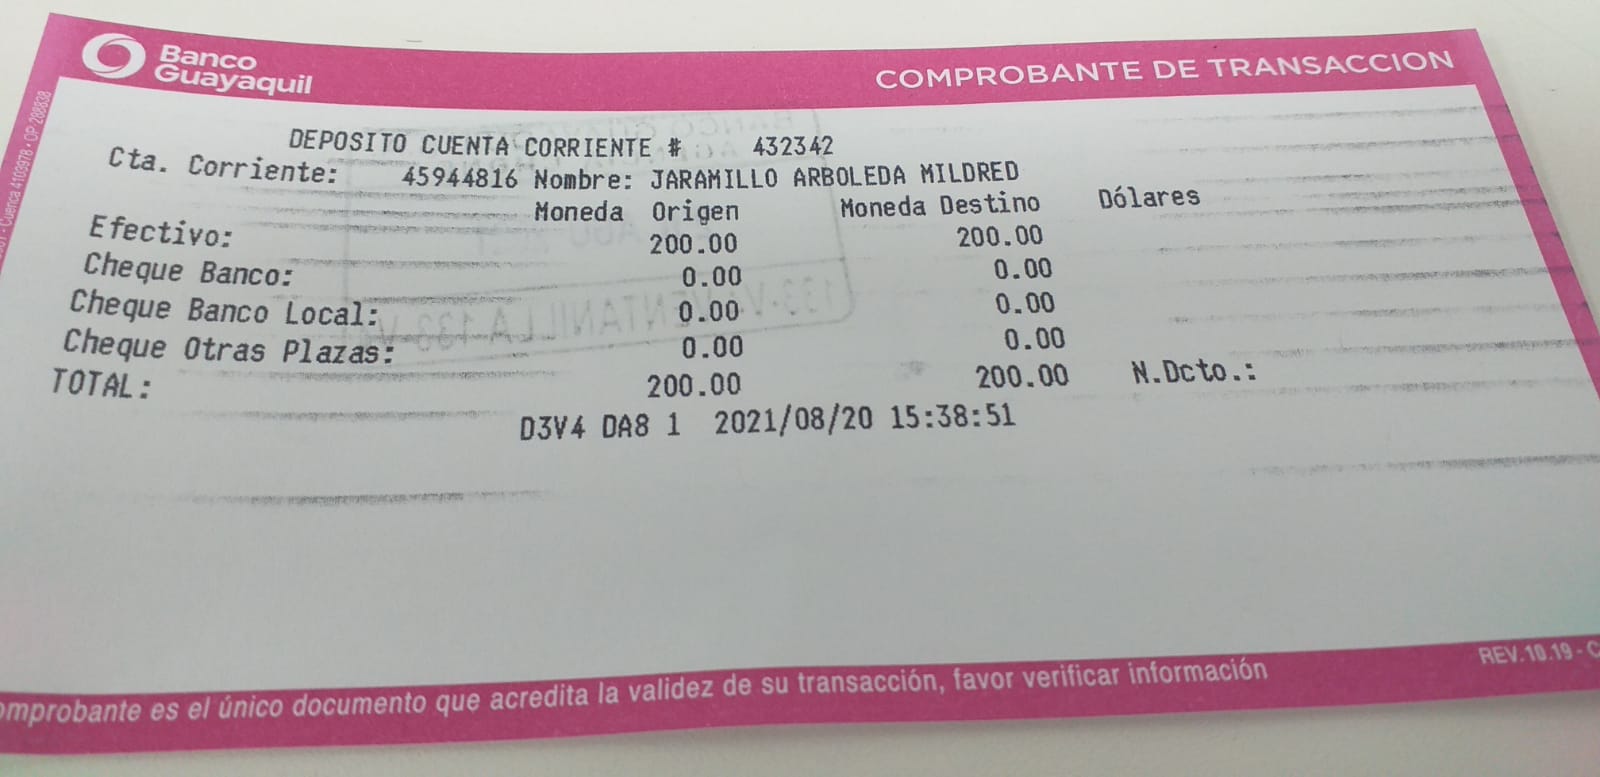 Banco
Guayaquil
COMPROBANTE DE TRANSACCION
DEPOSITO CUENTA CORRIENTE # 432342
Cta. Corriente: 45944816 Nombre: JARAMILLO ARBOLEDA MILDRED
Moneda Origen Moneda Destino Dólares
Efectivo: 200.00 200.00
Cheque Banco: 0.00 0.00
Cheque Banco Local: 0.00 0.00
Cheque Otras Plazas: 0.00 0.00
TOTAL: 200.00 200.00 N.Dcto.:
D3V4 DA8 1 2021/08/20 15:38:51
Cuenca 4103978 • OP 288838
omprobante es el único documento que acredita la validez de su transacción, favor verificar información
REV.10.19 - C